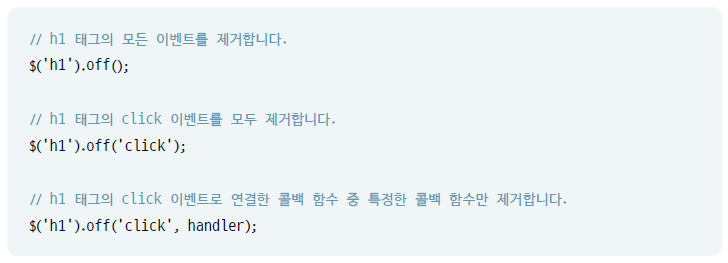 // h1 태그의 모든 이벤트를 제거합니다.
$('h1').off();
// h1 태그의 click 이벤트를 모두 제거합니다.
$('h1').off('click');
// h1 태그의 click 이벤트로 연결한 콜백 함수 중 특정한 콜백 함수만 제거합니다.
$('h1').off('click', handler);